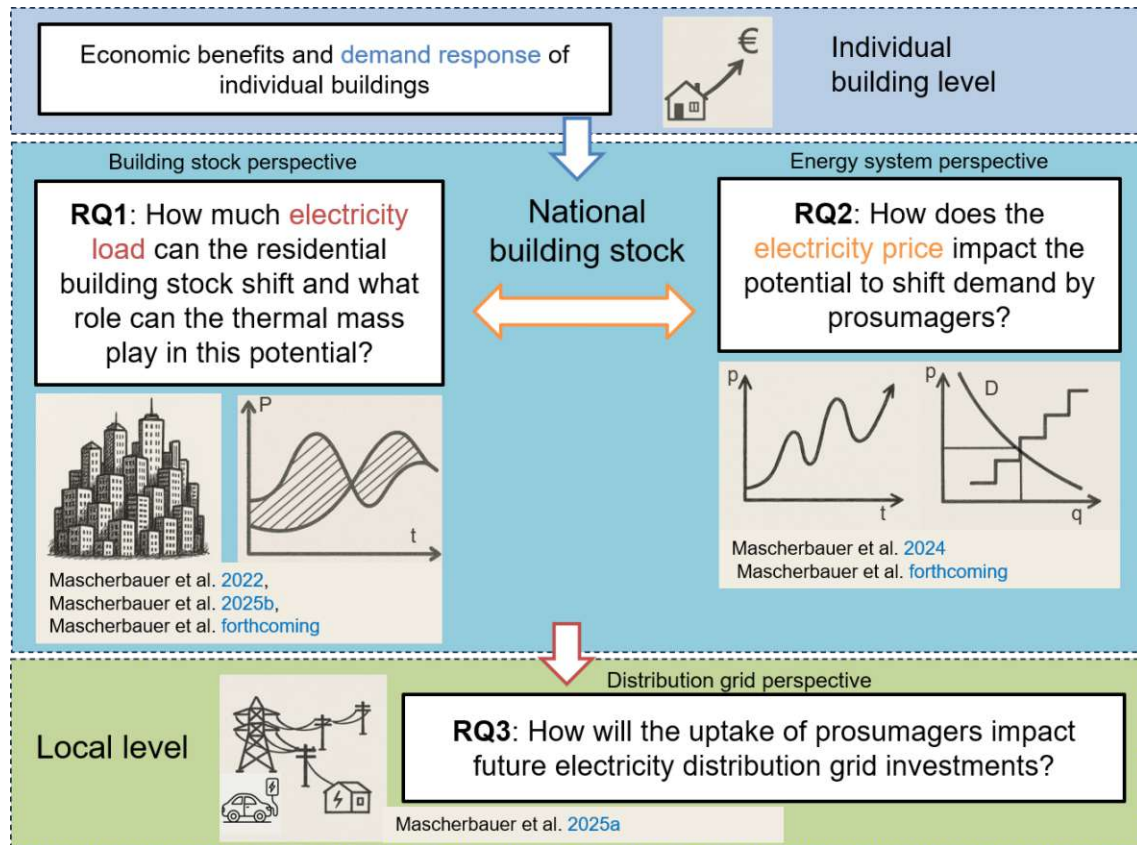 Economic benefits and demand response of
individual buildings
€
Individual
building level
Building stock perspective
Energy system perspective
RQ1: How much electricity
load can the residential
building stock shift and what
role can the thermal mass
play in this potential?
National
building stock
RQ2: How does the
electricity price impact the
potential to shift demand by
prosumagers?
P
t
p
t
p
D
q
Mascherbauer et al. 2022,
Mascherbauer et al. 2025b,
Mascherbauer et al. forthcoming
Mascherbauer et al. 2024
Mascherbauer et al. forthcoming
Distribution grid perspective
Local level
RQ3: How will the uptake of prosumagers impact
future electricity distribution grid investments?
Mascherbauer et al. 2025a